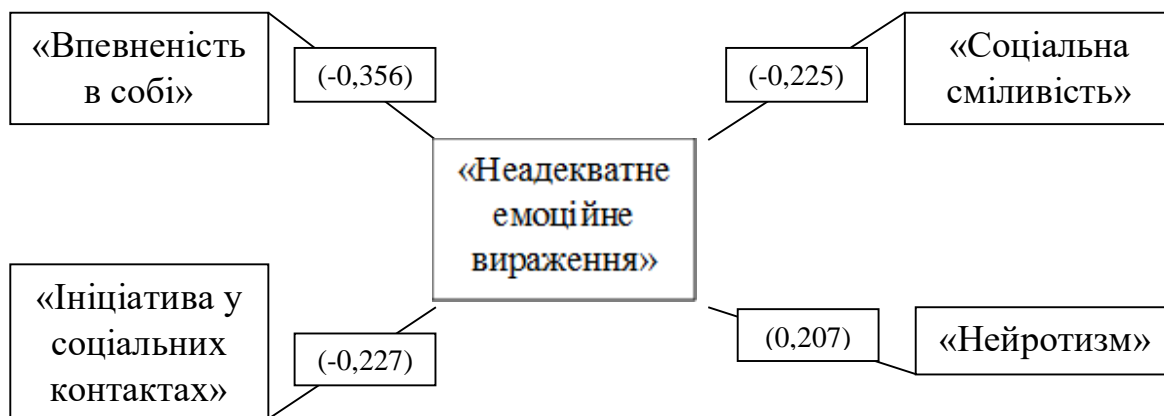 «Впевненість
в собі»
(-0,356)
(-0,225)
«Соціальна
сміливість»
«Неадекватне
емоційне
вираження»
«Ініціатива у
соціальних
контактах»
(-0,227)
(0,207)
«Нейротизм»